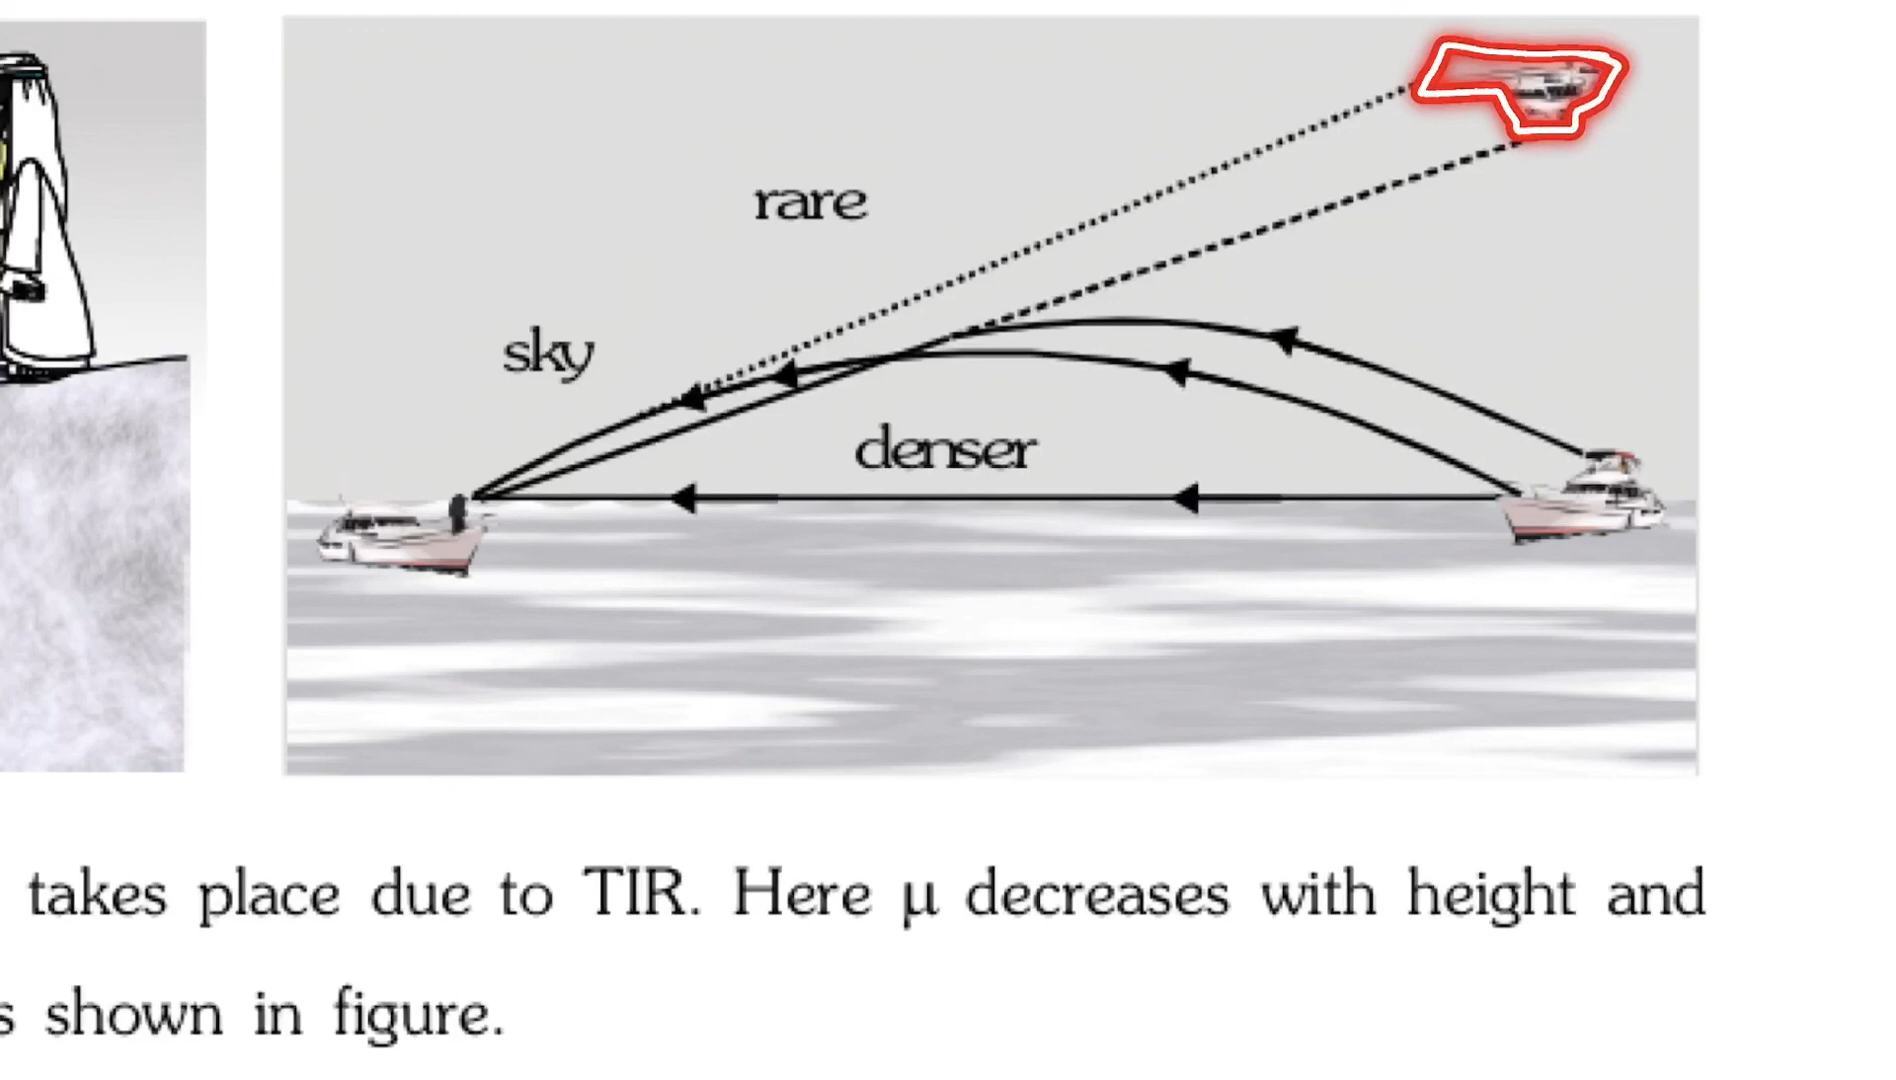 rare
sky
denser
takes place due to TIR. Here μ decreases with height and
s shown in figure.